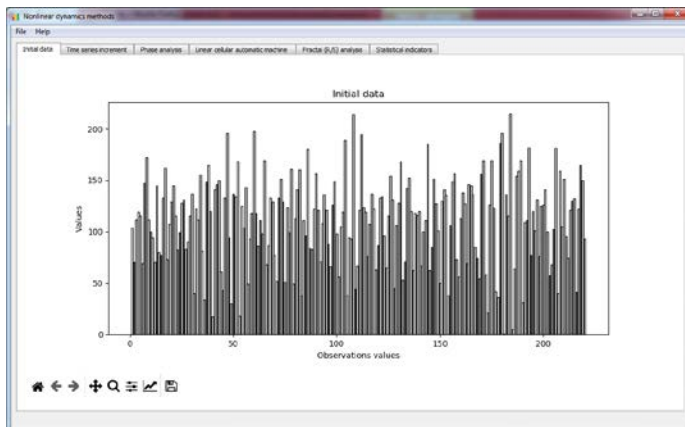 Nonlinear dynamics methods
File Help
Initial data Time series increment Phase analysis Linear cellular automatic machine Fractal (R/S) analysis Statistical indicators
Initial data
200
150
100
50
0
Values
0 50 100 150 200
Observations values